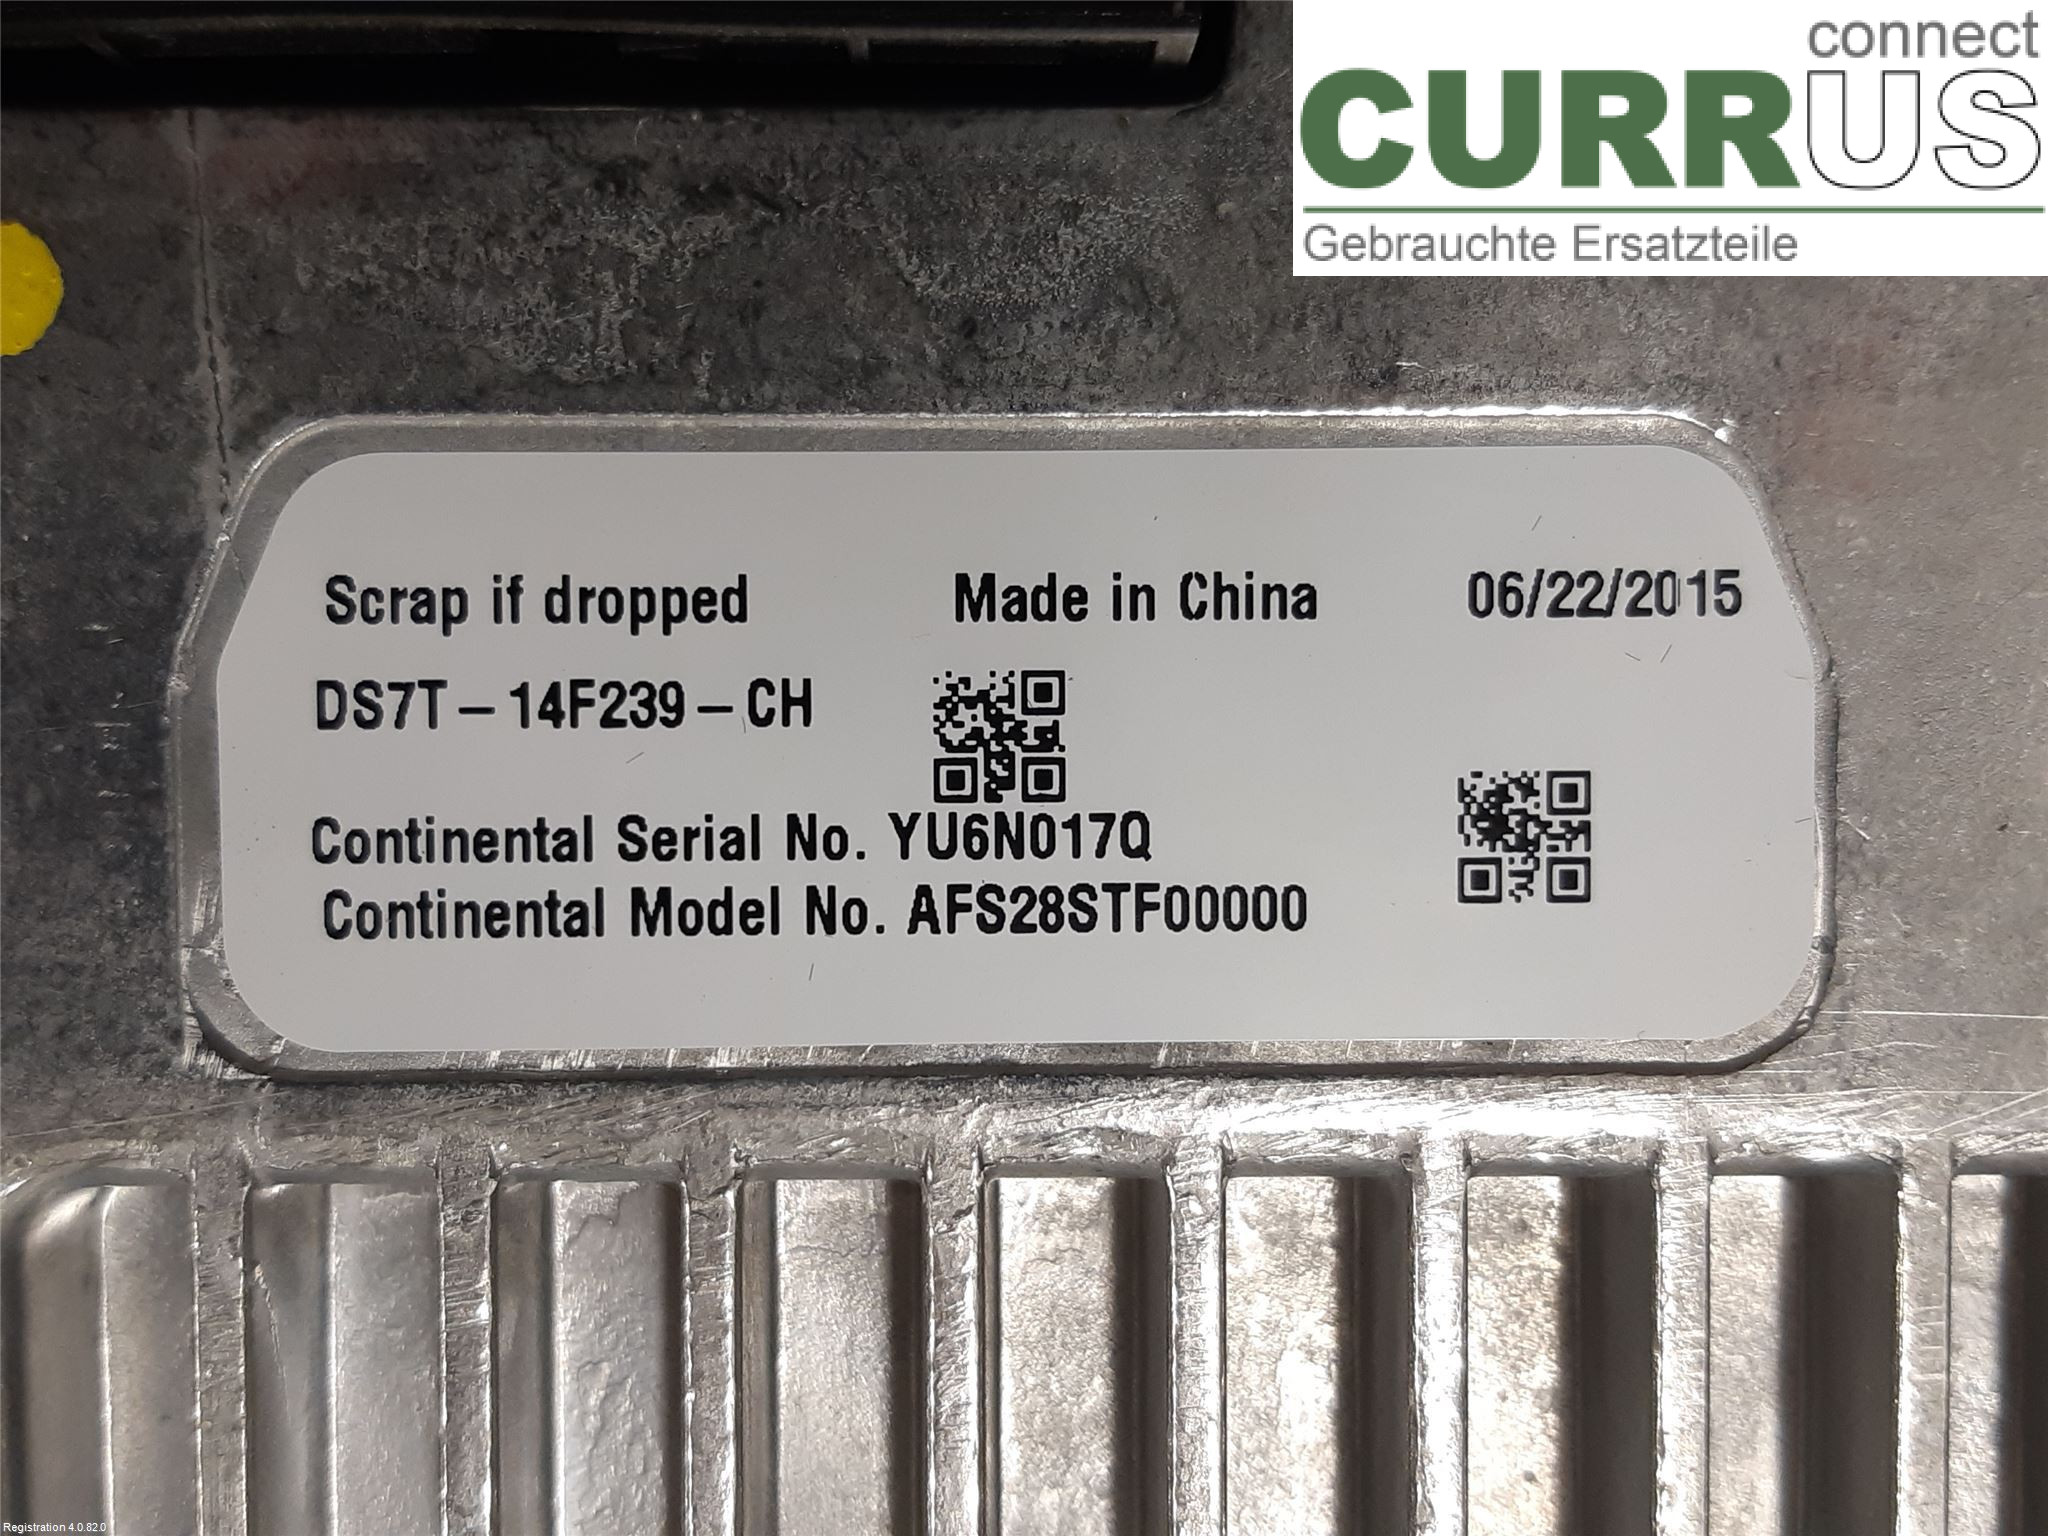 connect
CURRUS
Gebrauchte Ersatzteile
Scrap if dropped Made in China 06/22/2015
DS7T-14F239-CH
Continental Serial No. YU6N017Q
Continental Model No. AFS28STF00000
Registration 4.0.82.0